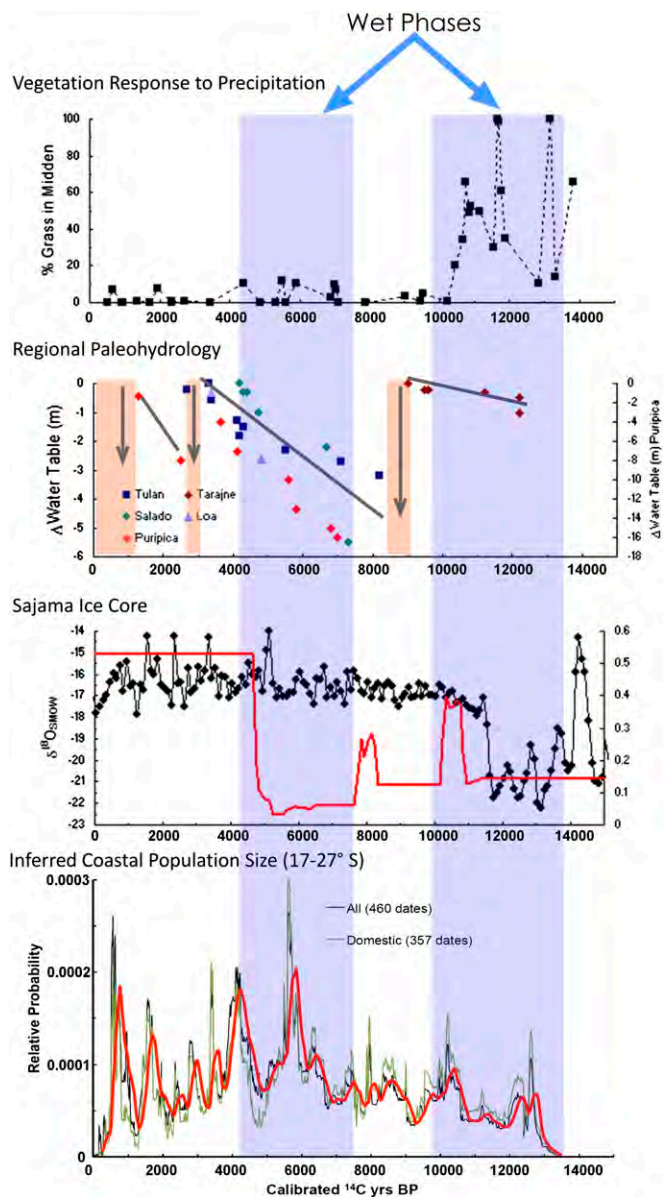 Wet Phases
Vegetation Response to Precipitation
% Grass in Midden
100
80
60
40
20
0
0 2000 4000 6000 8000 10000 12000 14000
Regional Paleohydrology
Δ Water Table (m)
0
-1
-2
-3
-4
-5
-6
Tulan Tarajne
Salado Loa
Puripica
0
-2
-4
-6
-8
-10
-12
-14
-16
-18
Δ Water Table (m) Puripica
0 2000 4000 6000 8000 10000 12000
Sajama Ice Core
δ¹⁸O SMOW
-14
-15
-16
-17
-18
-19
-20
-21
-22
-23
0.6
0.5
0.4
0.3
0.2
0.1
0
0 2000 4000 6000 8000 10000 12000 14000
Inferred Coastal Population Size (17-27° S)
Relative Probability
0.0003
0.0002
0.0001
0
All (460 dates)
Domestic (357 dates)
0 2000 4000 6000 8000 10000 12000 14000
Calibrated ¹⁴C yrs BP